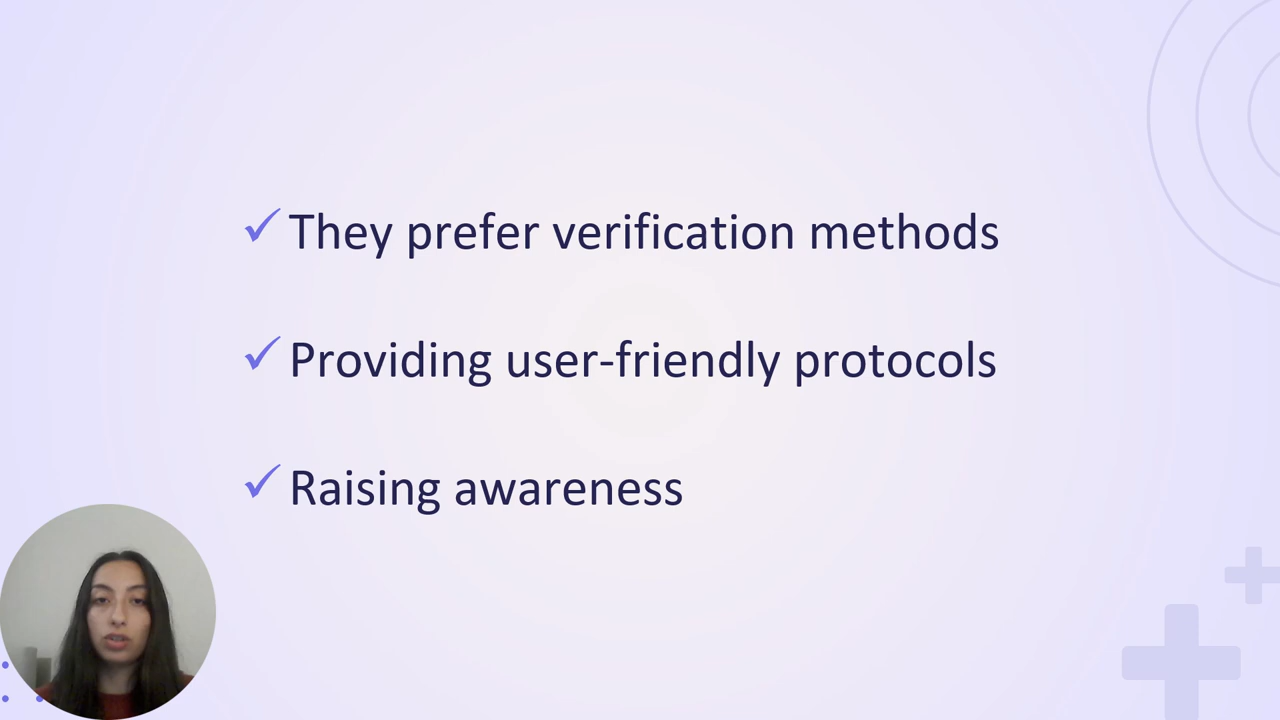 They prefer verification methods
Providing user-friendly protocols
Raising awareness